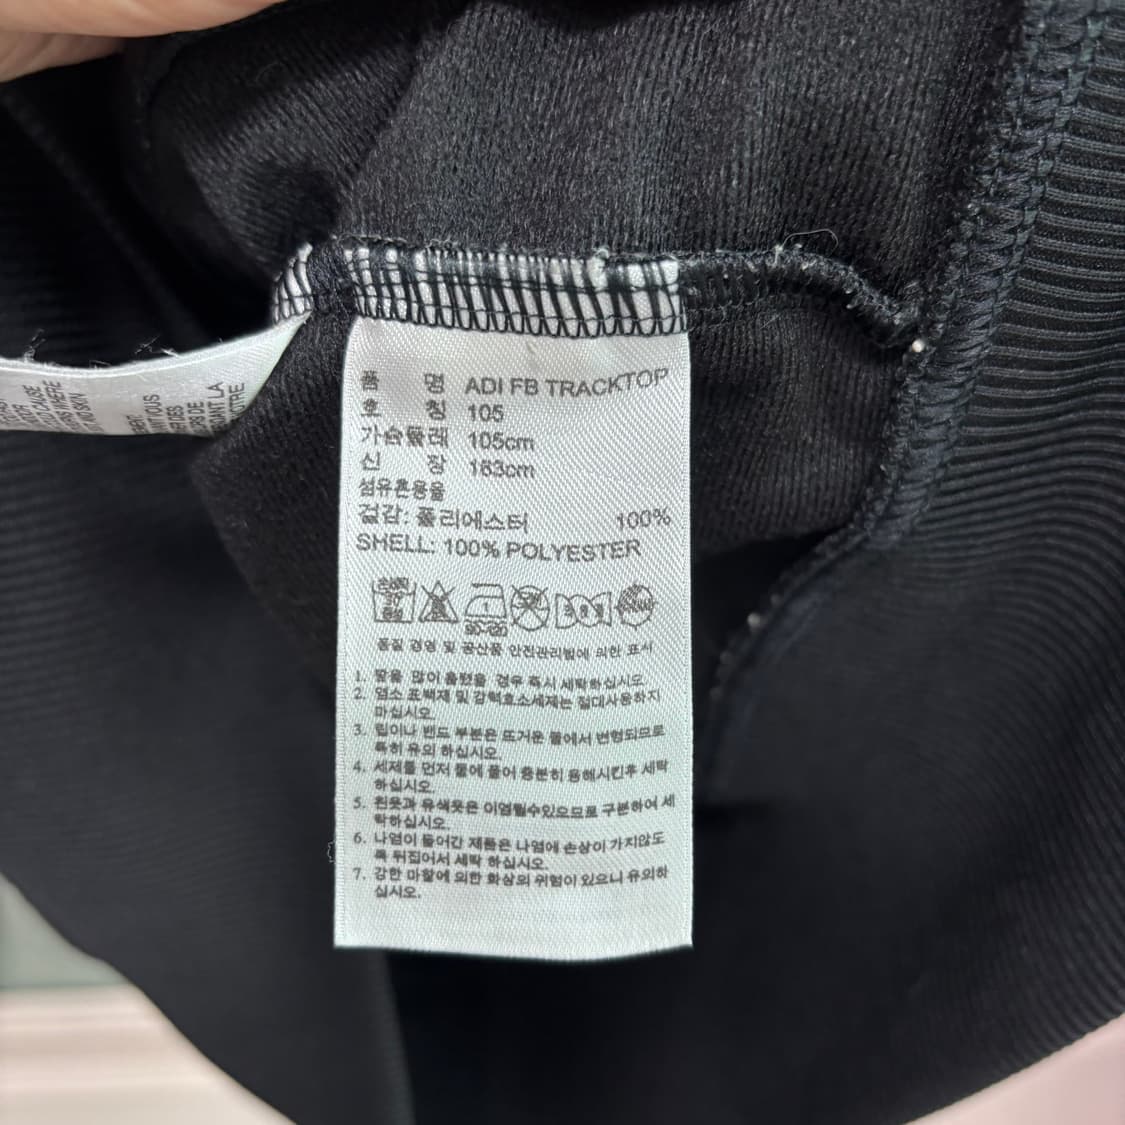 품 명 ADI FB TRACKTOP
호 칭 105
가슴둘레 105cm
신 장 183cm
섬유혼용율
겉감: 폴리에스터 100%
SHELL: 100% POLYESTER
품질 경영 및 공산품 안전관리법에 의한 표시
1. 땀을 많이 흘렸을 경우 즉시 세탁하십시오.
2. 염소 표백제 및 강력효소세제는 절대사용하지
마십시오.
3. 립이나 밴드 부분은 뜨거운 물에서 변형되므로
특히 유의 하십시오.
4. 세제를 먼저 물에 풀어 충분히 용해시킨후 세탁
하십시오.
5. 흰옷과 유색옷은 이염될수있으므로 구분하여 세
탁하십시오.
6. 나염이 들어간 제품은 나염에 손상이 가지않도
록 뒤집어서 세탁 하십시오.
7. 강한 마찰에 의한 화상의 위험이 있으니 유의하
십시오.